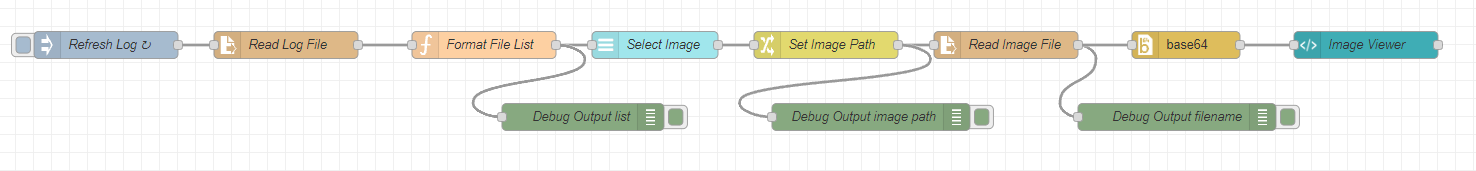 Refresh Log ↻
Read Log File
Format File List
Select Image
Set Image Path
Read Image File
base64
Image Viewer
Debug Output list
Debug Output image path
Debug Output filename